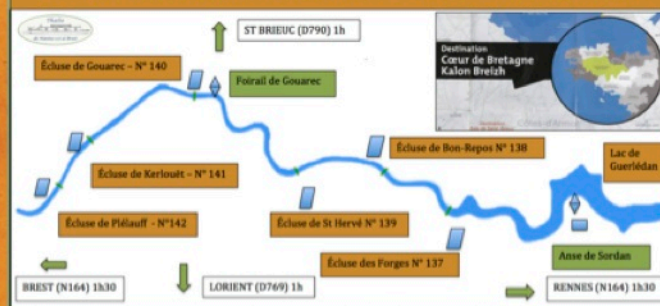 ST BRIEUC (D790) 1h
Destination
Cœur de Bretagne
Kalon Breizh
Écluse de Gouarec – N° 140
Foirail de Gouarec
Écluse de Bon-Repos N° 138
Lac de
Guerlédan
Écluse de Kerlouët – N° 141
Écluse de Plélauff - N°142
Écluse de St Hervé N° 139
Écluse des Forges N° 137
Anse de Sordan
BREST (N164) 1h30
LORIENT (D769) 1h
RENNES (N164) 1h30